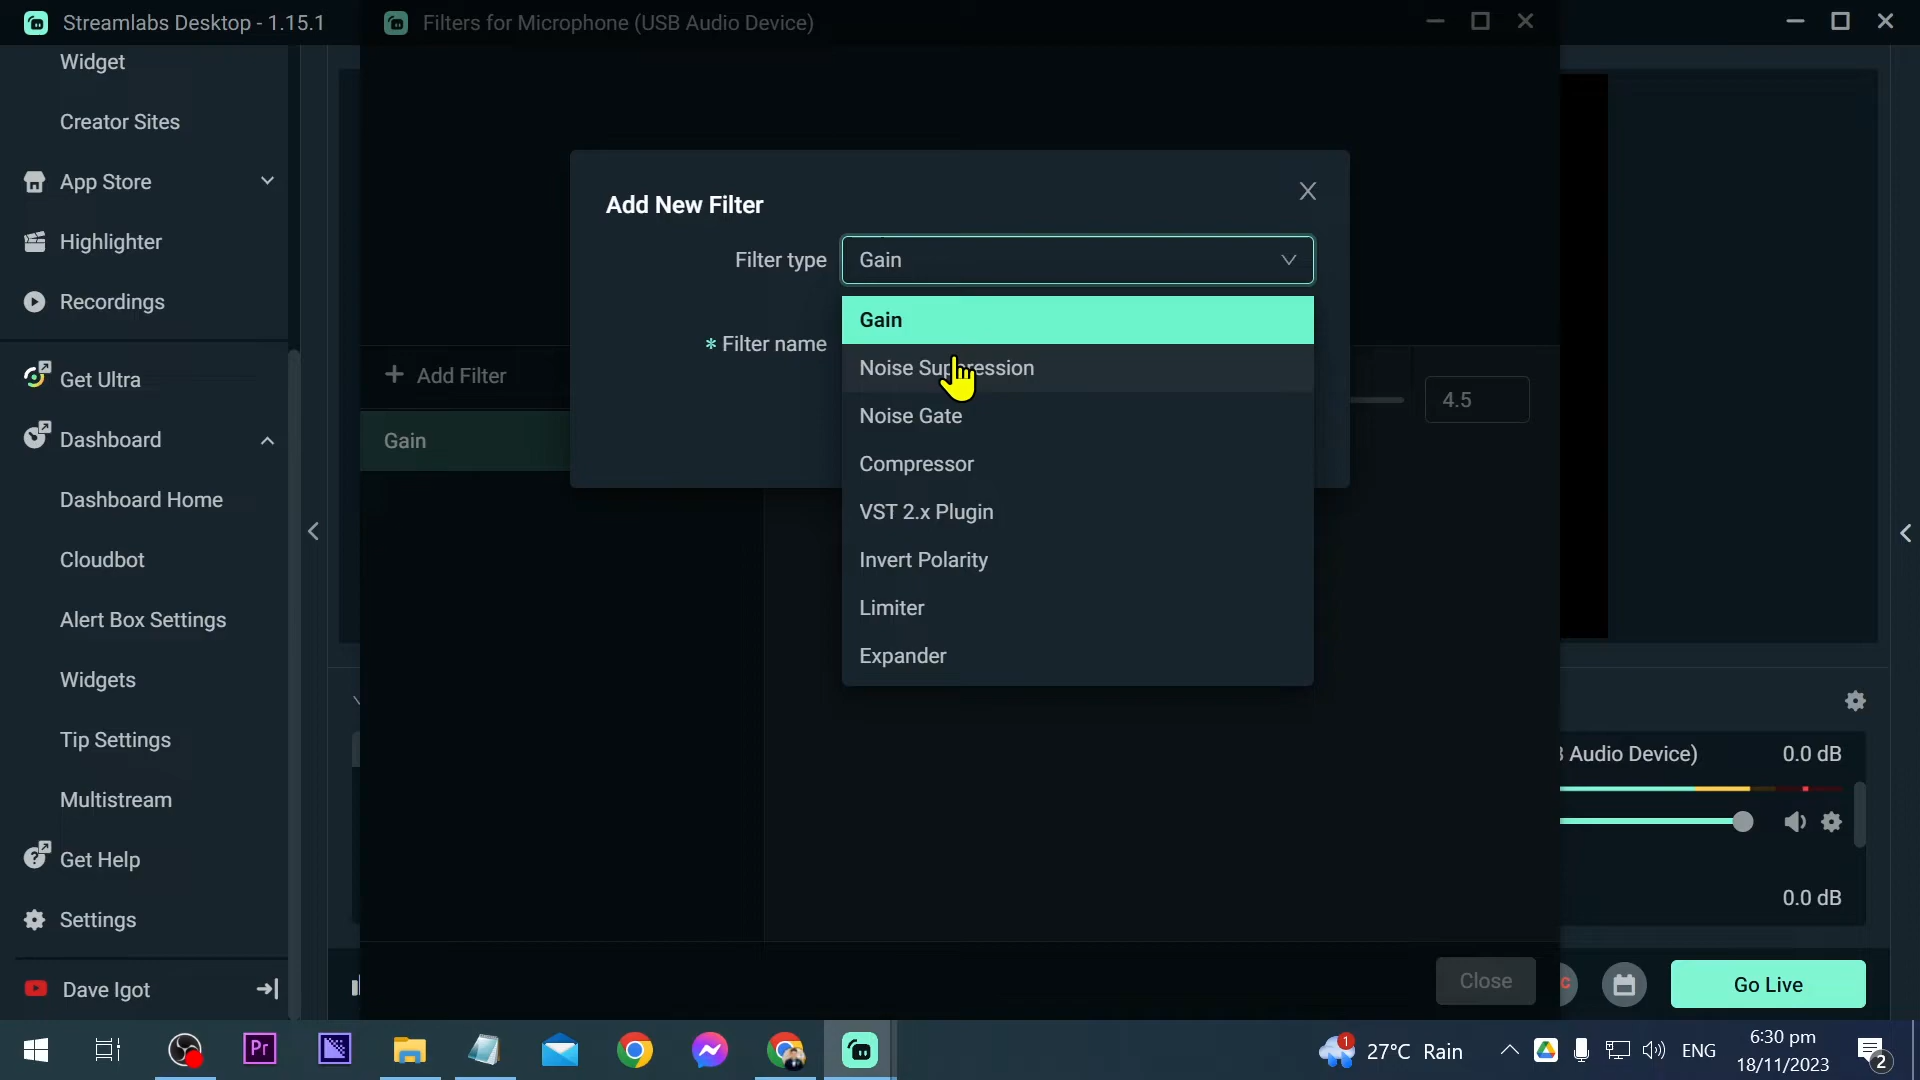 Streamlabs Desktop - 1.15.1
Filters for Microphone (USB Audio Device)
Widget
Creator Sites
App Store
Highlighter
Recordings
Get Ultra
Dashboard
Dashboard Home
Cloudbot
Alert Box Settings
Widgets
Tip Settings
Multistream
Get Help
Settings
Dave Igot
Add New Filter
Filter type
Gain
* Filter name
Gain
Noise Suppression
Noise Gate
Compressor
VST 2.x Plugin
Invert Polarity
Limiter
Expander
+ Add Filter
Gain
4.5
Audio Device)
0.0 dB
0.0 dB
Close
Go Live
Pr
1
27°C Rain
ENG
6:30 pm
18/11/2023
2